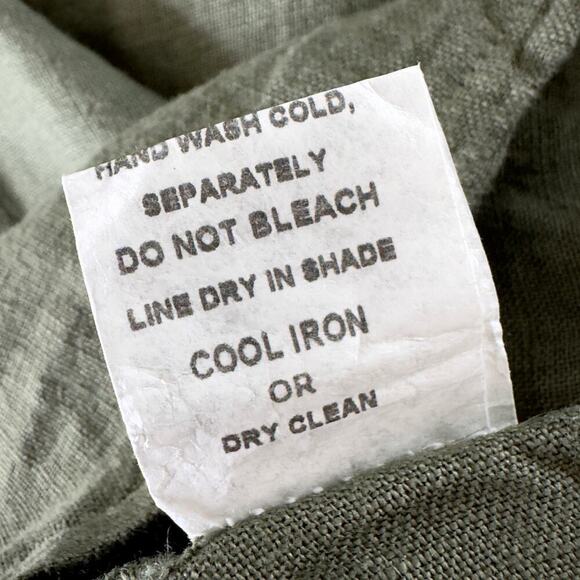 HAND WASH COLD,
SEPARATELY
DO NOT BLEACH
LINE DRY IN SHADE
COOL IRON
OR
DRY CLEAN